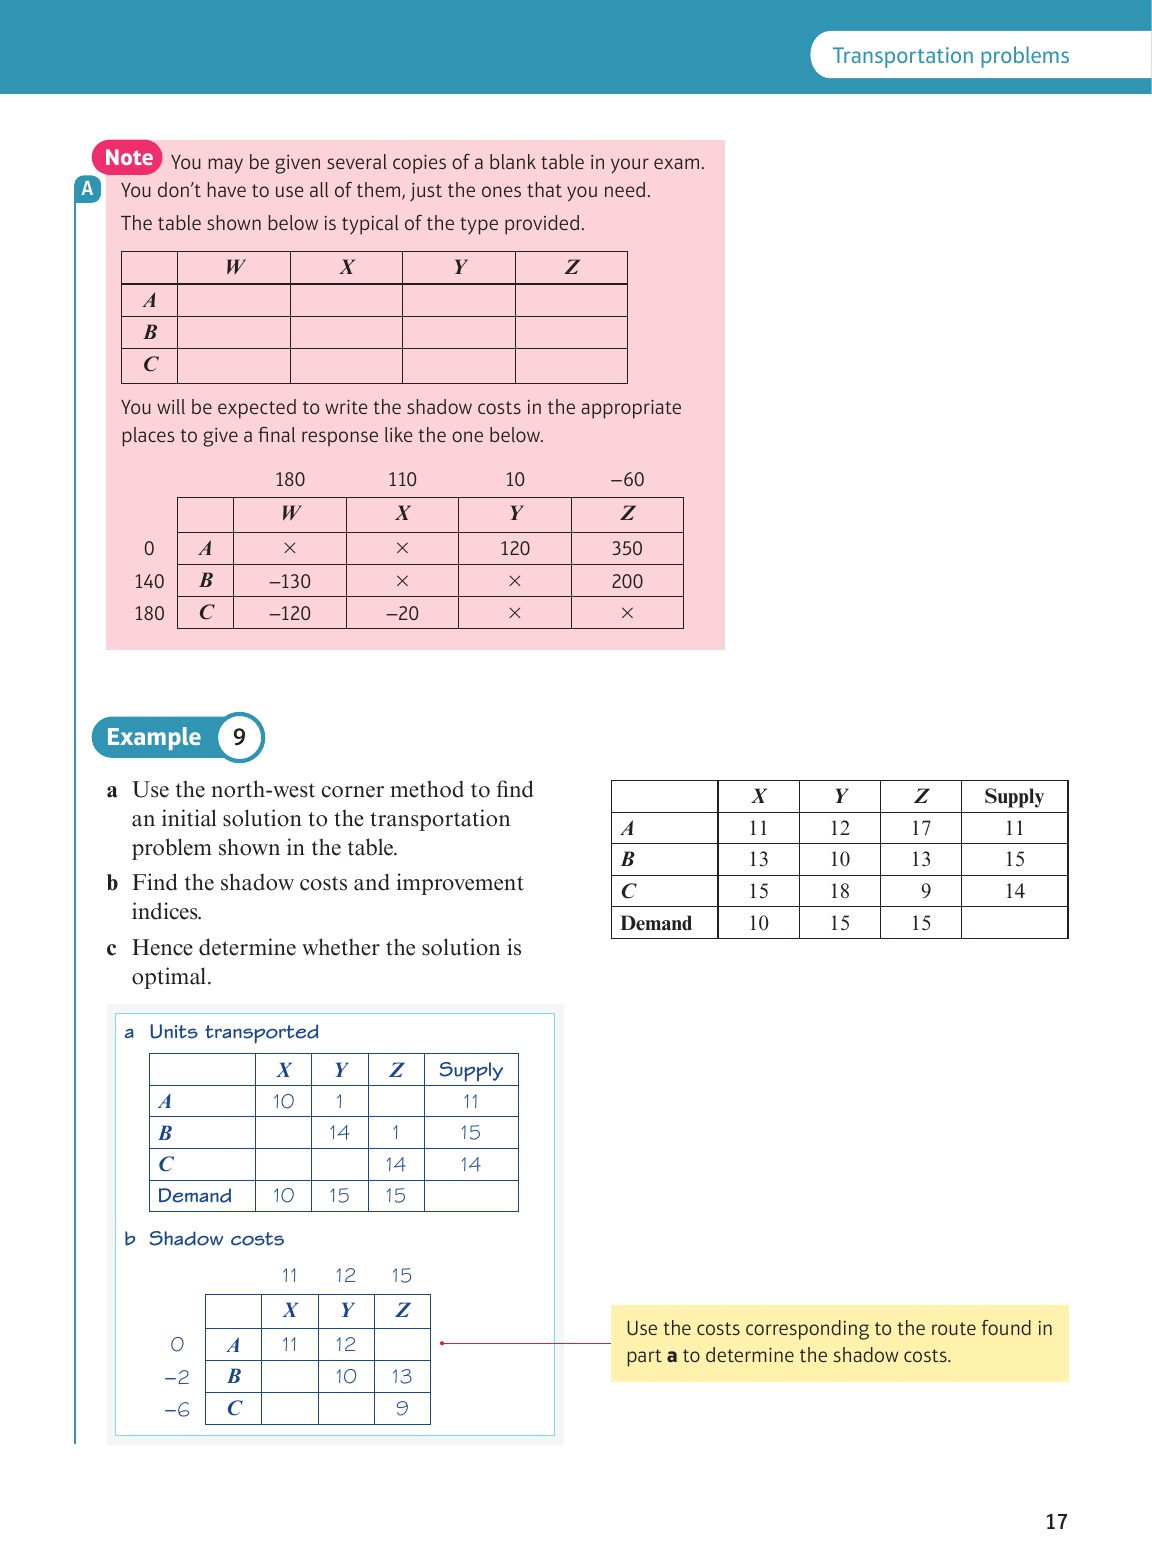 Transportation problems
Note You may be given several copies of a blank table in your exam.
A You don’t have to use all of them, just the ones that you need.
The table shown below is typical of the type provided.
W X Y Z
A
B
C
You will be expected to write the shadow costs in the appropriate
places to give a final response like the one below.
180 110 10 −60
W X Y Z
0 A × × 120 350
140 B −130 × × 200
180 C −120 −20 × ×
Example 9
a Use the north-west corner method to find
an initial solution to the transportation
problem shown in the table.
b Find the shadow costs and improvement
indices.
c Hence determine whether the solution is
optimal.
X Y Z Supply
A 11 12 17 11
B 13 10 13 15
C 15 18 9 14
Demand 10 15 15
a Units transported
X Y Z Supply
A 10 1 11
B 14 1 15
C 14 14
Demand 10 15 15
b Shadow costs
11 12 15
X Y Z
0 A 11 12
−2 B 10 13
−6 C 9
Use the costs corresponding to the route found in
part a to determine the shadow costs.
17